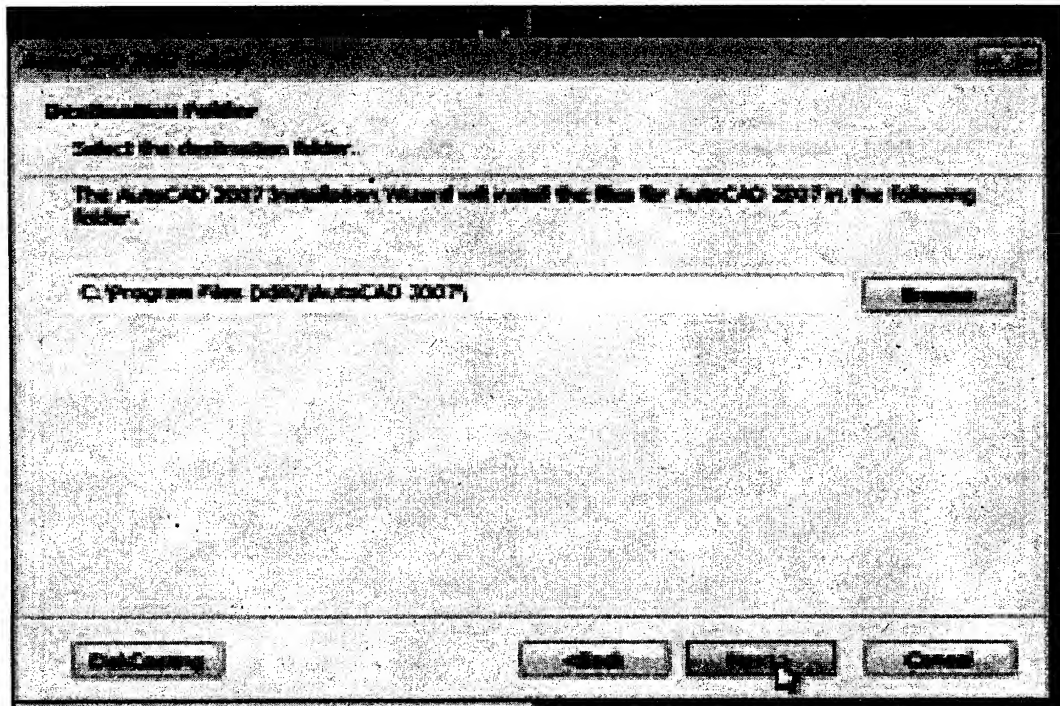 Destination Folder
Select the destination folder..
The AutoCAD 2007 Installation Wizard will install the files for AutoCAD 2007 in the following
folder..
C:\Program Files (x86)\AutoCAD 2007\
Browse
DiskCosting
<Back
Next>
Cancel